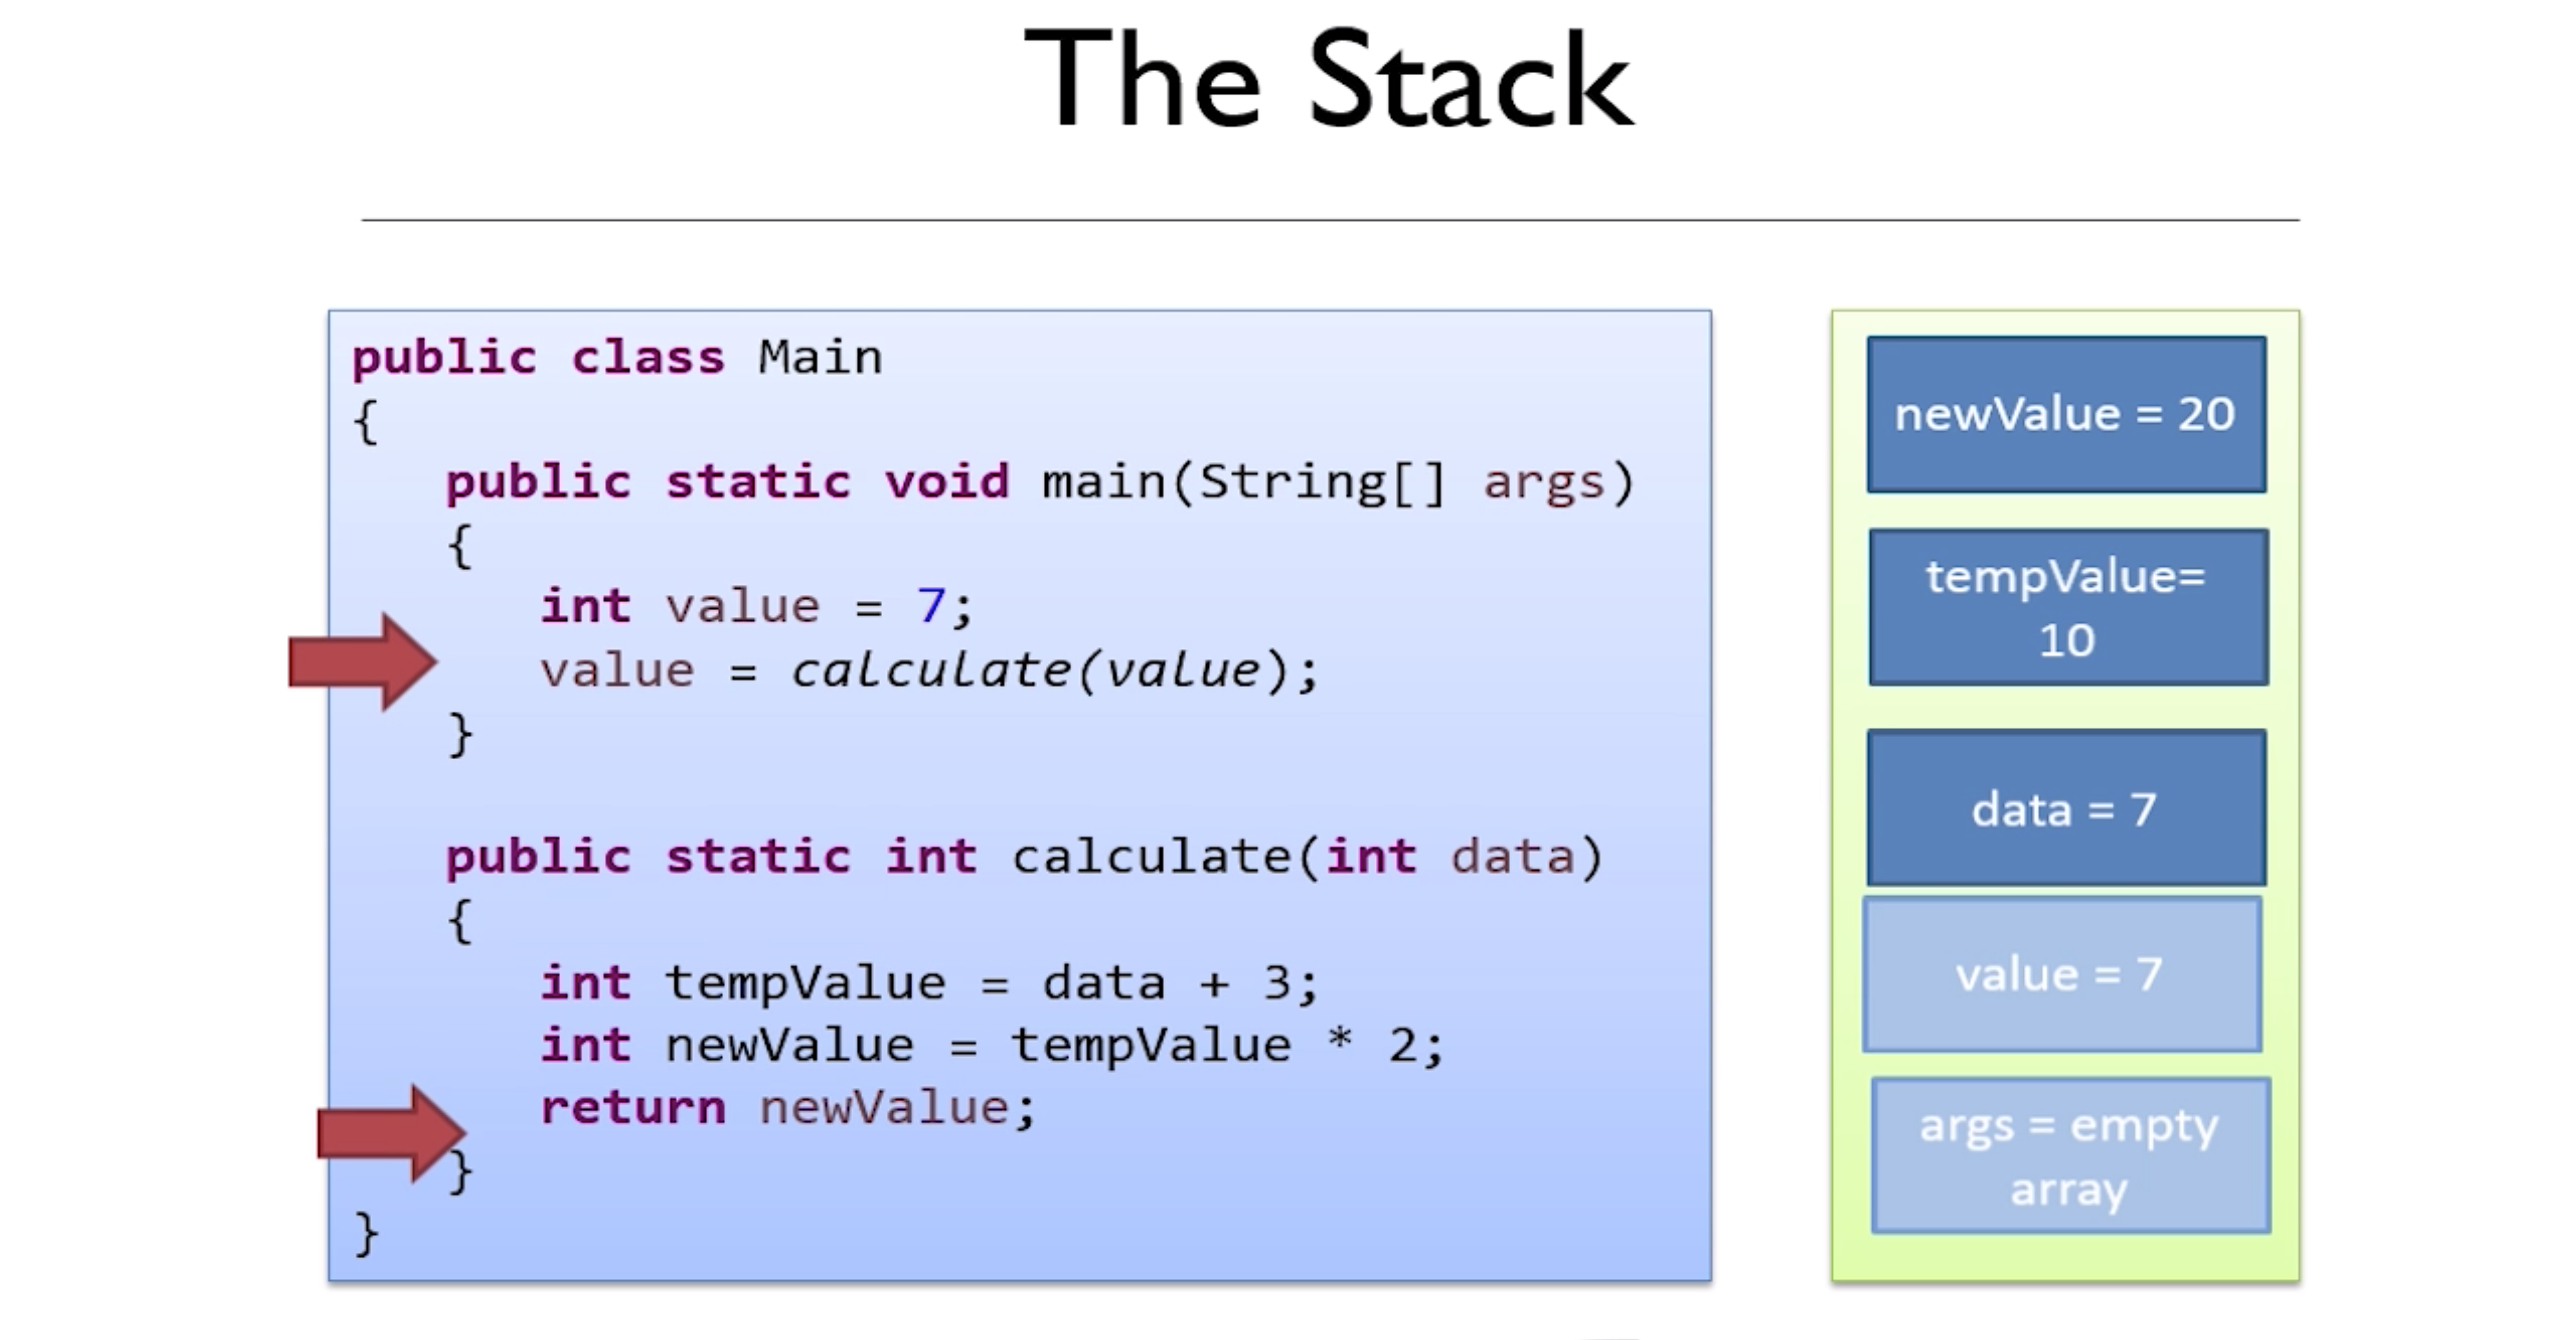 The Stack
public class Main
{
public static void main(String[] args)
{
int value = 7;
value = calculate(value);
}
public static int calculate(int data)
{
int tempValue = data + 3;
int newValue = tempValue * 2;
return newValue;
}
}
newValue = 20
tempValue=
10
data = 7
value = 7
args = empty
array